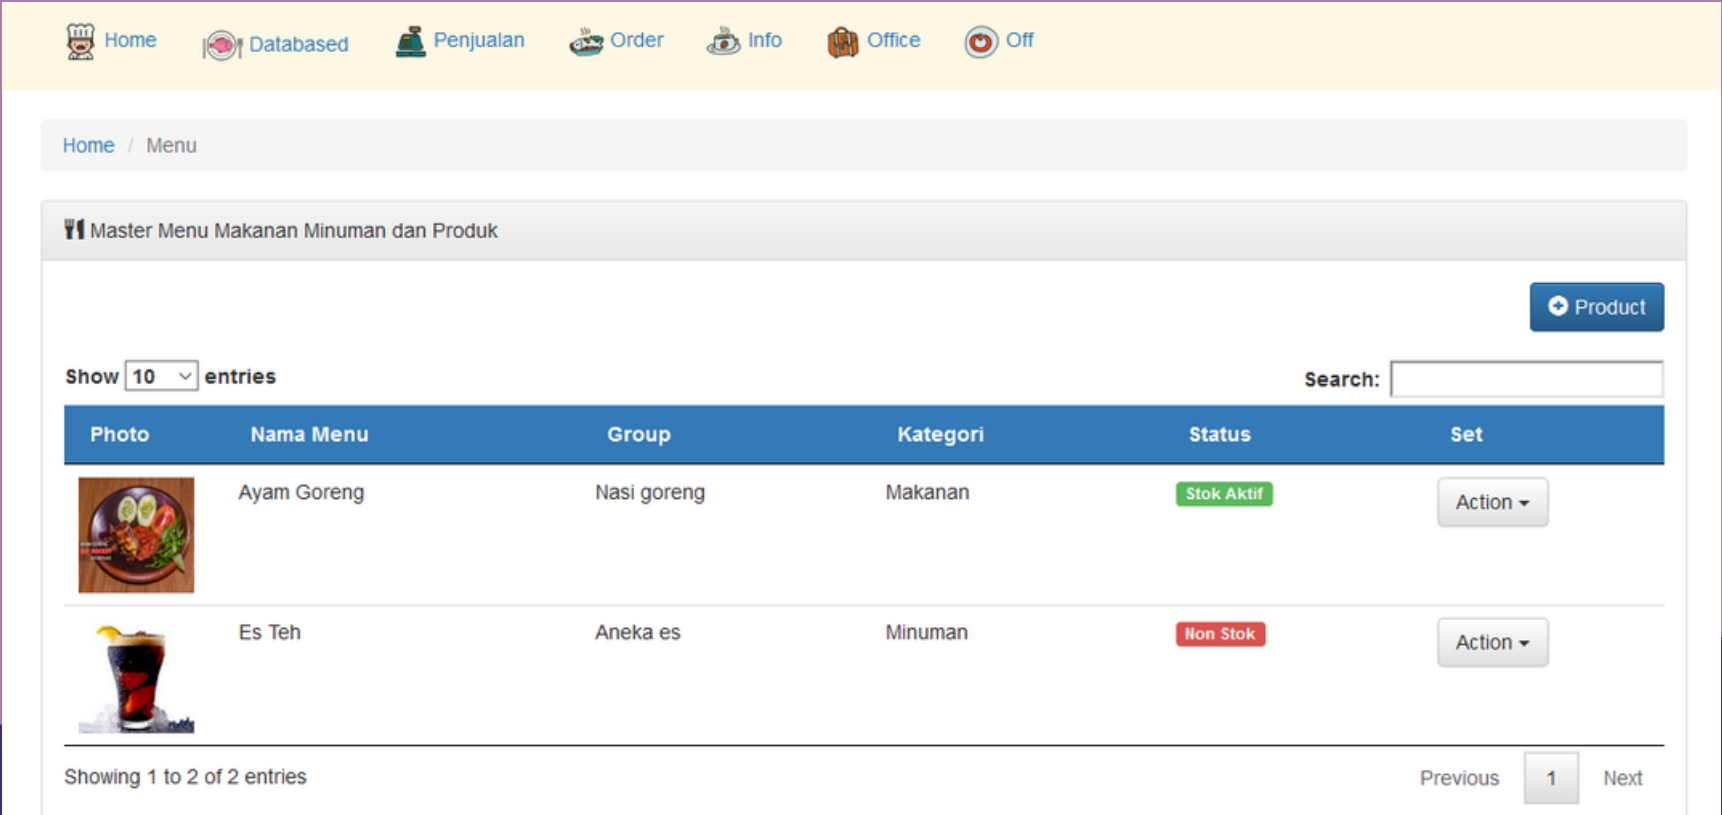 Home Databased Penjualan Order Info Office Off
Home / Menu
Master Menu Makanan Minuman dan Produk
Product
Show 10 entries Search:
Photo Nama Menu Group Kategori Status Set
Ayam Goreng Nasi goreng Makanan Stok Aktif Action
Es Teh Aneka es Minuman Non Stok Action
Showing 1 to 2 of 2 entries Previous 1 Next